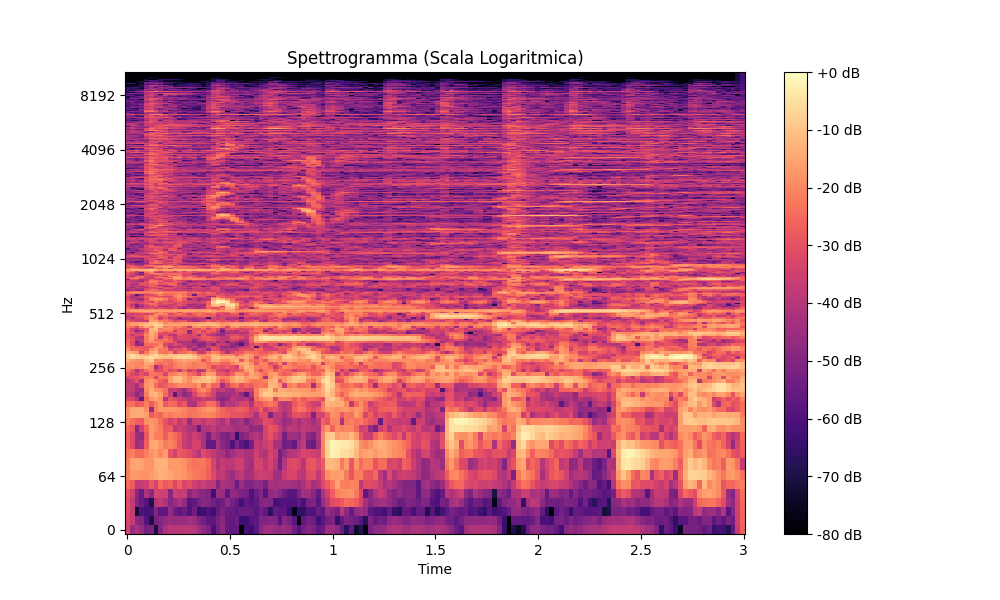 Spettrogramma (Scala Logaritmica)
Hz
8192
4096
2048
1024
512
256
128
64
0
0
0.5
1
1.5
2
2.5
3
Time
+0 dB
-10 dB
-20 dB
-30 dB
-40 dB
-50 dB
-60 dB
-70 dB
-80 dB